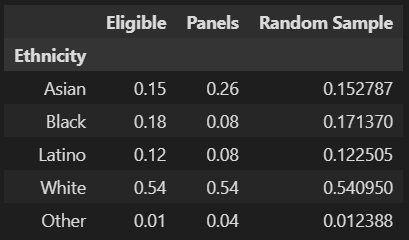 Eligible Panels Random Sample
Ethnicity
Asian 0.15 0.26 0.152787
Black 0.18 0.08 0.171370
Latino 0.12 0.08 0.122505
White 0.54 0.54 0.540950
Other 0.01 0.04 0.012388